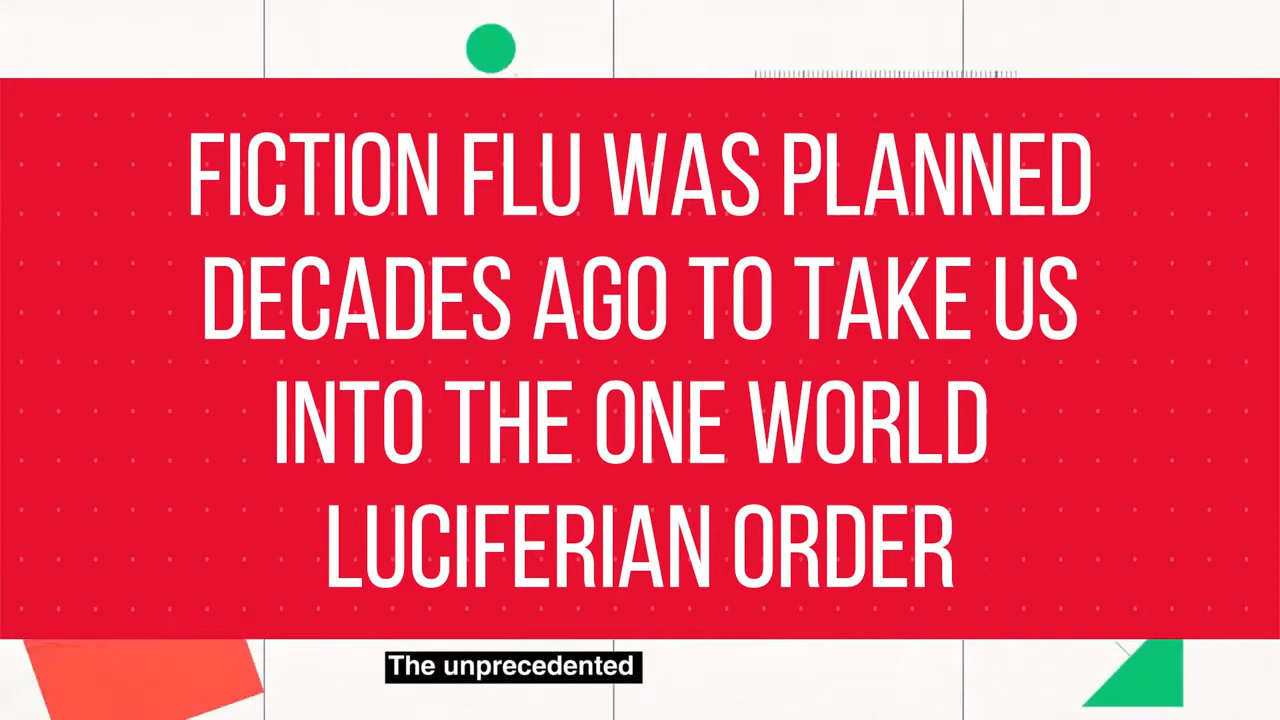 FICTION FLU WAS PLANNED
DECADES AGO TO TAKE US
INTO THE ONE WORLD
LUCIFERIAN ORDER
The unprecedented